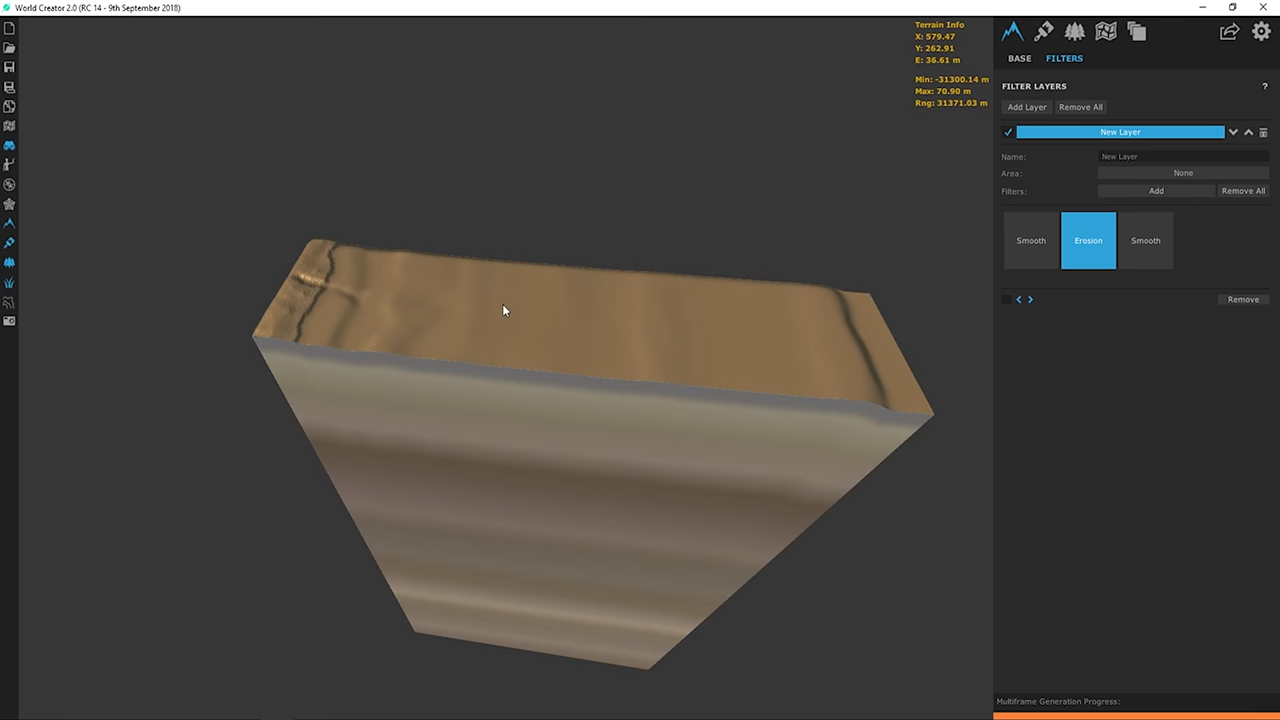 World Creator 2.0 (RC 14 - 9th September 2018)
Terrain Info
X: 579.47
Y: 262.91
E: 36.61 m
Min: -31300.14 m
Max: 70.90 m
Rng: 31371.03 m
BASE FILTERS
FILTER LAYERS ?
Add Layer Remove All
New Layer
Name: New Layer
Area: None
Filters: Add Remove All
Smooth Erosion Smooth
Remove
Multiframe Generation Progress: